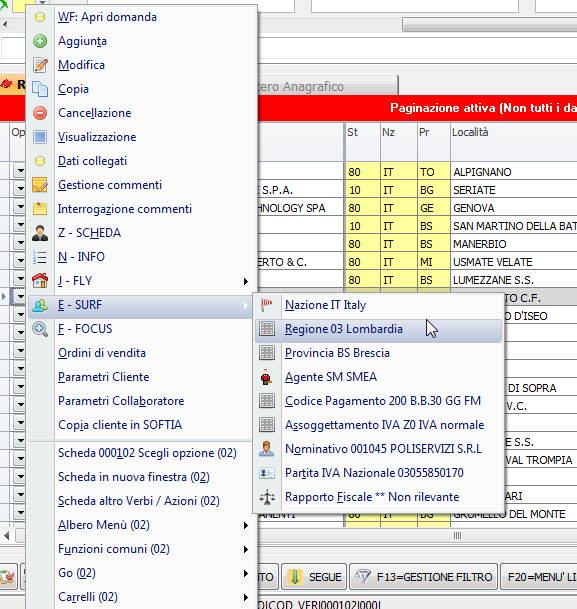 WF: Apri domanda
Aggiunta
Modifica
Copia
Cancellazione
Visualizzazione
Dati collegati
Gestione commenti
Interrogazione commenti
Z - SCHEDA
N - INFO
J - FLY
E - SURF
F - FOCUS
Ordini di vendita
Parametri Cliente
Parametri Collaboratore
Copia cliente in SOFTIA
Scheda 000102 Scegli opzione (02)
Scheda in nuova finestra (02)
Scheda altro Verbi / Azioni (02)
Albero Menù (02)
Funzioni comuni (02)
Go (02)
Carrelli (02)
Nazione IT Italy
Regione 03 Lombardia
Provincia BS Brescia
Agente SM SMEA
Codice Pagamento 200 B.B.30 GG FM
Assoggettamento IVA Z0 IVA normale
Nominativo 001045 POLISERVIZI S.R.L
Partita IVA Nazionale 03055850170
Rapporto Fiscale ** Non rilevante
tero Anagrafico
Paginazione attiva (Non tutti i da
Op St Nz Pr Località
80 IT TO ALPIGNANO
E S.P.A. 10 IT BG SERIATE
HNOLOGY SPA 80 IT GE GENOVA
10 IT BS SAN MARTINO DELLA BAT
80 IT BS MANERBIO
ERTO & C. 80 IT MI USMATE VELATE
80 IT BS LUMEZZANE S.S.
TO C.F.
O D'ISEO
DI SOPRA
V.C.
E S.S.
VAL TROMPIA
ARI
ANENTI 80 IT BG GRUMELLO DEL MONTE
NTO SEGUE F13=GESTIONE FILTRO F20=MENU' LI
DICOD_VER|000102|000|